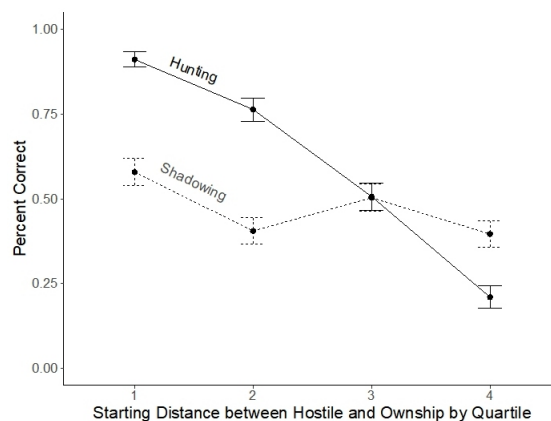 1.00
Hunting
0.75
Percent Correct
Shadowing
0.50
0.25
0.00
1 2 3 4
Starting Distance between Hostile and Ownship by Quartile